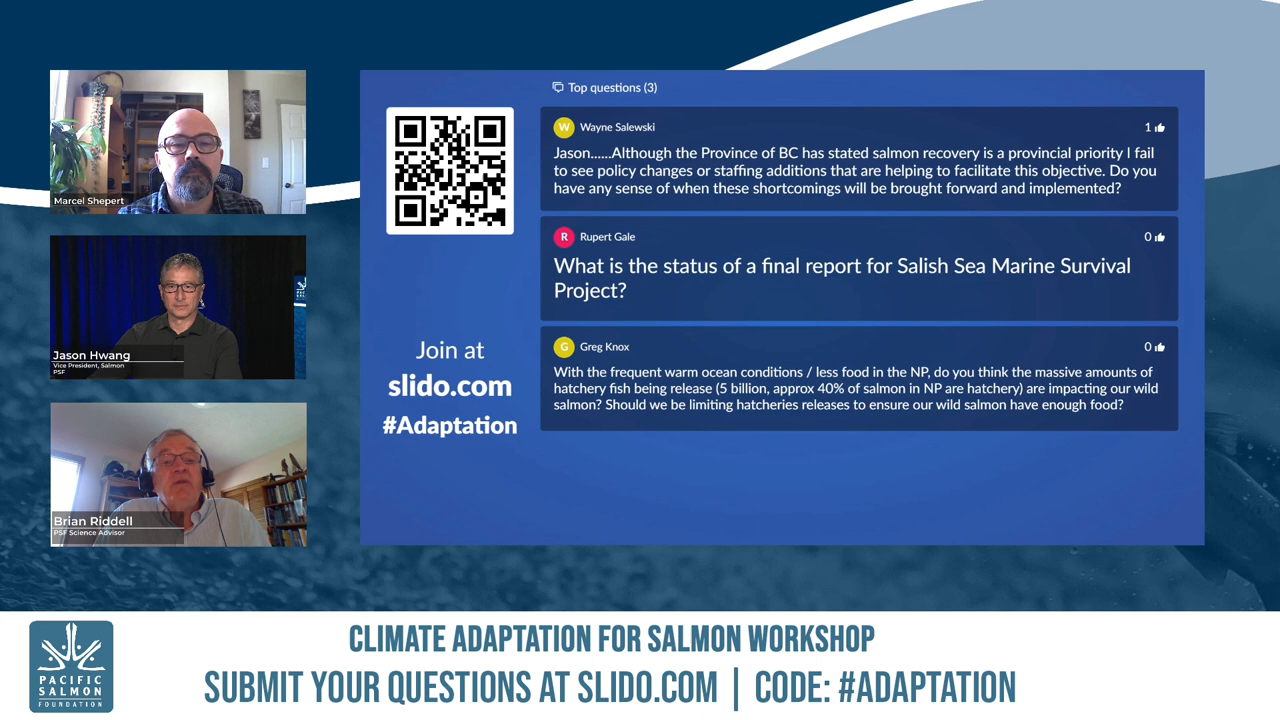 Marcel Shepert
Jason Hwang
Vice President, Salmon
PSF
Brian Riddell
PSF Science Advisor
Join at
slido.com
#Adaptation
Top questions (3)
W Wayne Salewski 1
Jason......Although the Province of BC has stated salmon recovery is a provincial priority I fail
to see policy changes or staffing additions that are helping to facilitate this objective. Do you
have any sense of when these shortcomings will be brought forward and implemented?
R Rupert Gale 0
What is the status of a final report for Salish Sea Marine Survival
Project?
G Greg Knox 0
With the frequent warm ocean conditions / less food in the NP, do you think the massive amounts of
hatchery fish being release (5 billion, approx 40% of salmon in NP are hatchery) are impacting our wild
salmon? Should we be limiting hatcheries releases to ensure our wild salmon have enough food?
PACIFIC
SALMON
FOUNDATION
CLIMATE ADAPTATION FOR SALMON WORKSHOP
SUBMIT YOUR QUESTIONS AT SLIDO.COM | CODE: #ADAPTATION